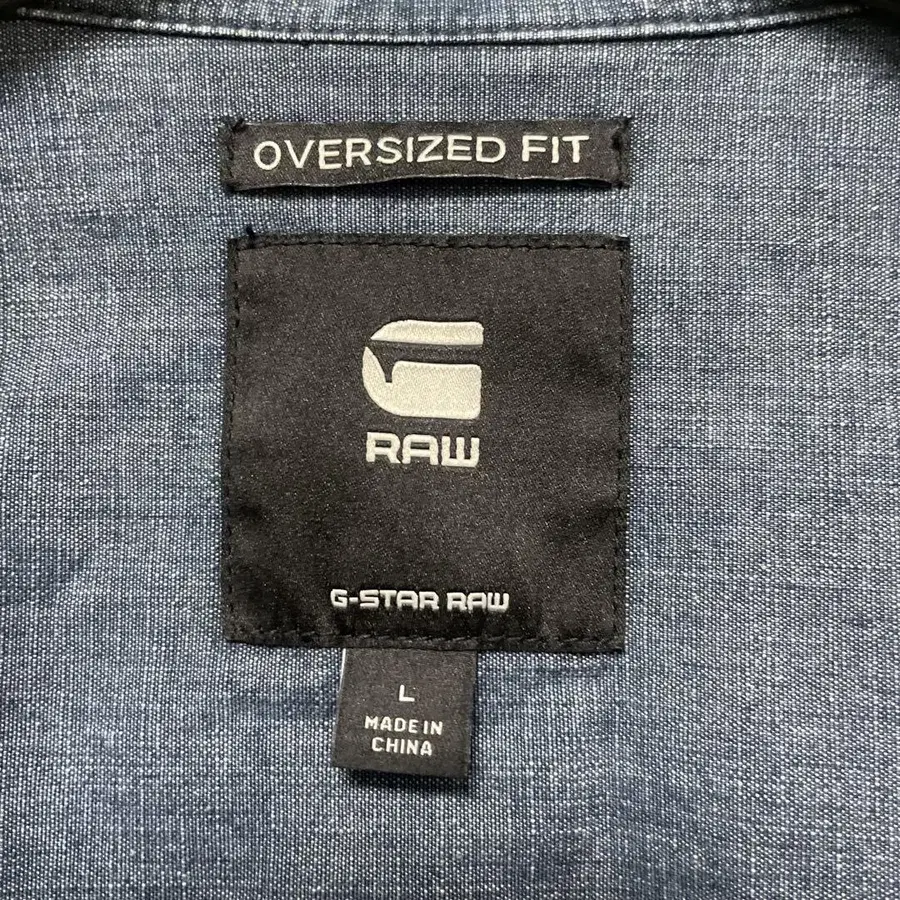 OVERSIZED FIT
RAW
G-STAR RAW
L
MADE IN
CHINA